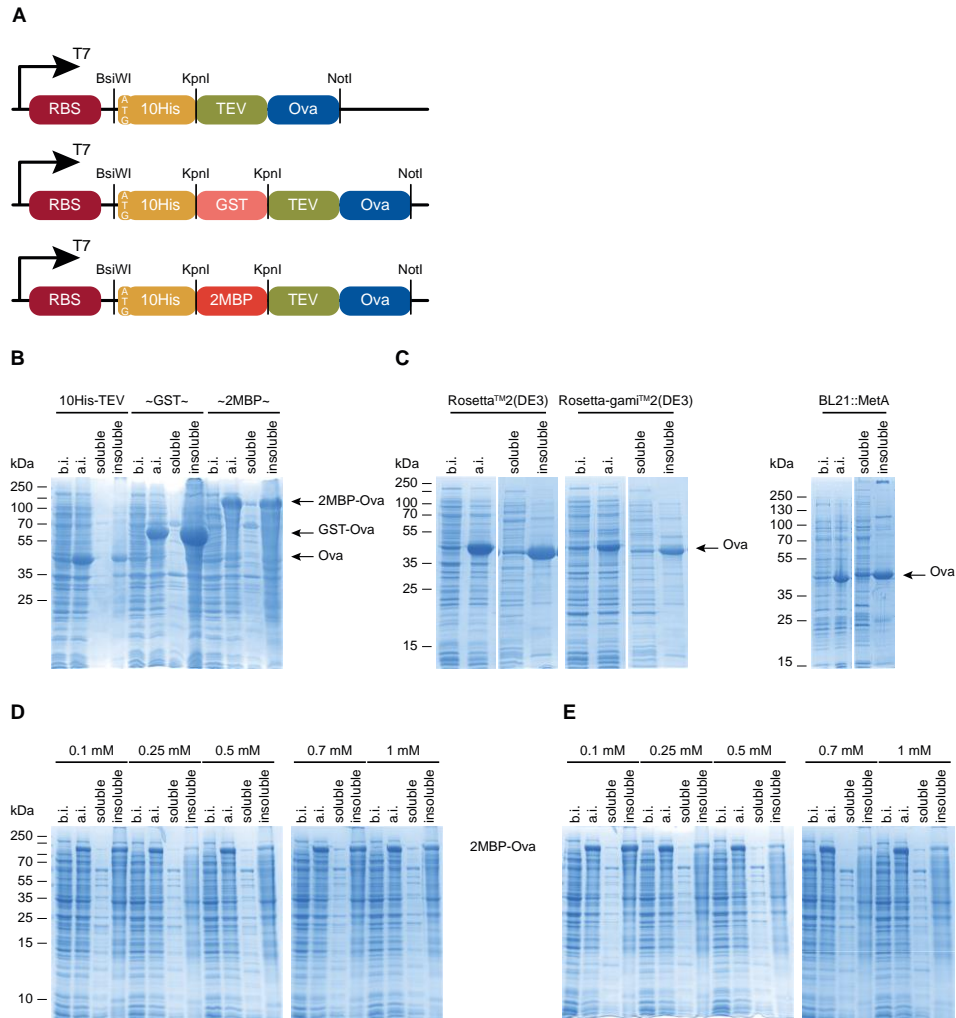 A
T7
BsiWI KpnI NotI
RBS ATG 10His TEV Ova
T7
BsiWI KpnI KpnI NotI
RBS ATG 10His GST TEV Ova
T7
BsiWI KpnI KpnI NotI
RBS ATG 10His 2MBP TEV Ova
B
10His-TEV ~GST~ ~2MBP~
b.i. a.i. soluble insoluble b.i. a.i. soluble insoluble b.i. a.i. soluble insoluble
kDa
250
100
70
55
35
25
2MBP-Ova
GST-Ova
Ova
C
Rosetta™2(DE3) Rosetta-gami™2(DE3) BL21::MetA
b.i. a.i. soluble insoluble b.i. a.i. soluble insoluble b.i. a.i. soluble insoluble
kDa
250
100
70
55
35
25
15
Ova
kDa
250
130
100
70
55
35
25
15
Ova
D
0.1 mM 0.25 mM 0.5 mM 0.7 mM 1 mM
b.i. a.i. soluble insoluble b.i. a.i. soluble insoluble b.i. a.i. soluble insoluble b.i. a.i. soluble insoluble b.i. a.i. soluble insoluble
kDa
250
70
55
35
25
15
10
2MBP-Ova
E
0.1 mM 0.25 mM 0.5 mM 0.7 mM 1 mM
b.i. a.i. soluble insoluble b.i. a.i. soluble insoluble b.i. a.i. soluble insoluble b.i. a.i. soluble insoluble b.i. a.i. soluble insoluble